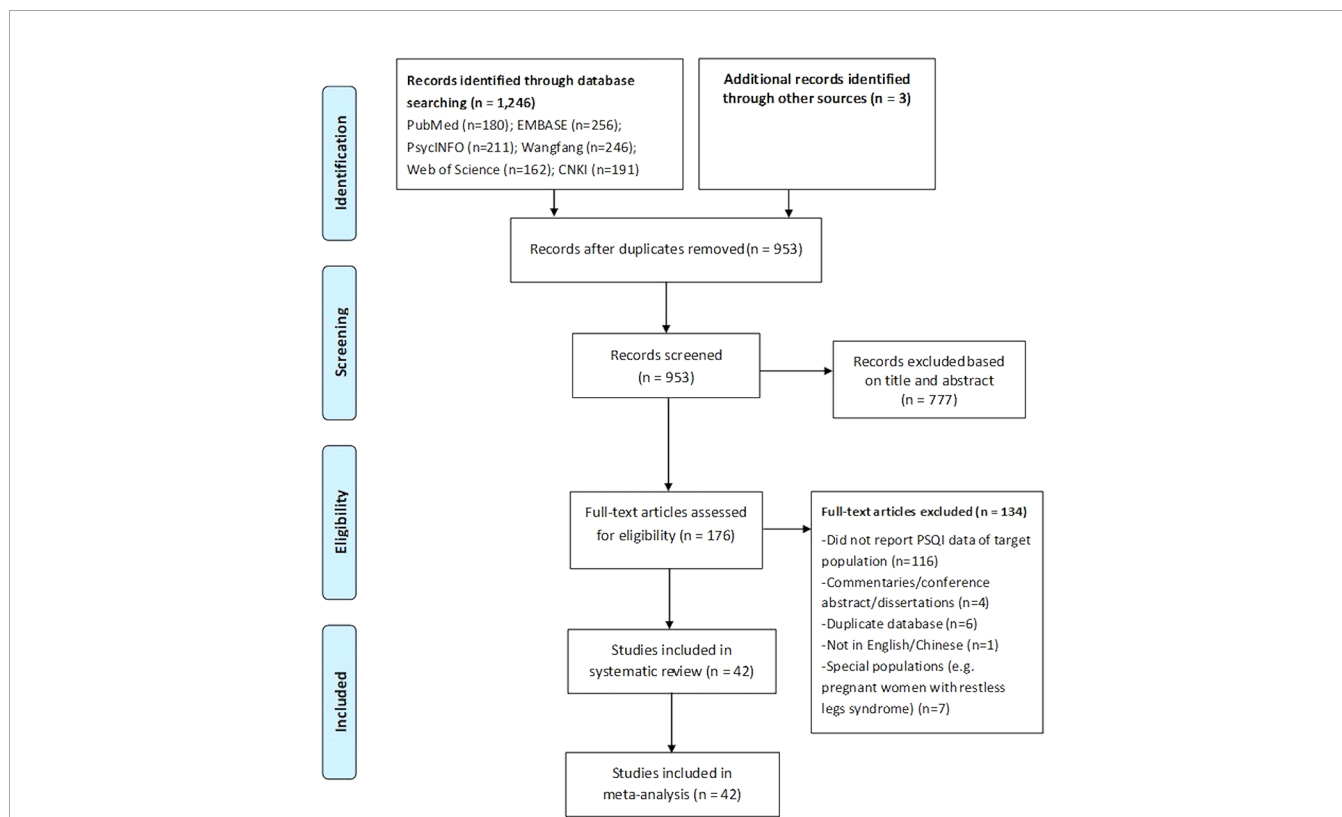 Identification
Records identified through database
searching (n = 1,246)
PubMed (n=180); EMBASE (n=256);
PsycINFO (n=211); Wangfang (n=246);
Web of Science (n=162); CNKI (n=191)
Additional records identified
through other sources (n = 3)
Records after duplicates removed (n = 953)
Screening
Records screened
(n = 953)
Records excluded based
on title and abstract
(n = 777)
Eligibility
Full-text articles assessed
for eligibility (n = 176)
Full-text articles excluded (n = 134)
-Did not report PSQI data of target
population (n=116)
-Commentaries/conference
abstract/dissertations (n=4)
-Duplicate database (n=6)
-Not in English/Chinese (n=1)
-Special populations (e.g.
pregnant women with restless
legs syndrome) (n=7)
Included
Studies included in
systematic review (n = 42)
Studies included in
meta-analysis (n = 42)